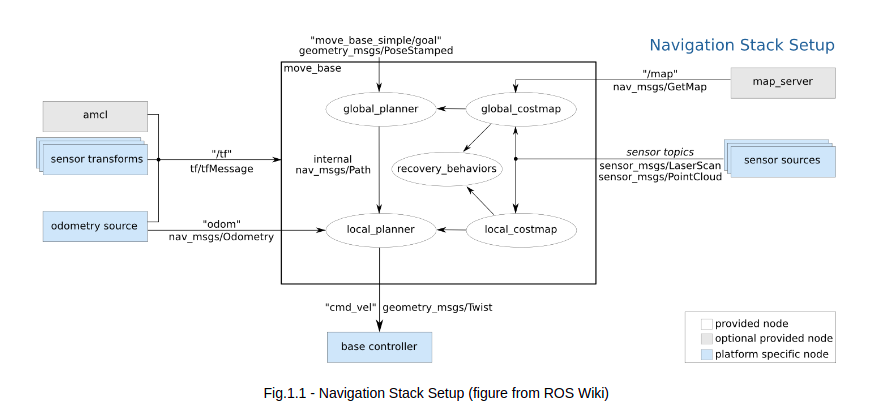 "move_base_simple/goal"
geometry_msgs/PoseStamped
Navigation Stack Setup
move_base
"/map"
nav_msgs/GetMap
map_server
amcl
global_planner
global_costmap
sensor transforms
"/tf"
tf/tfMessage
internal
nav_msgs/Path
recovery_behaviors
sensor topics
sensor_msgs/LaserScan
sensor_msgs/PointCloud
sensor sources
odometry source
"odom"
nav_msgs/Odometry
local_planner
local_costmap
"cmd_vel" geometry_msgs/Twist
base controller
provided node
optional provided node
platform specific node
Fig.1.1 - Navigation Stack Setup (figure from ROS Wiki)